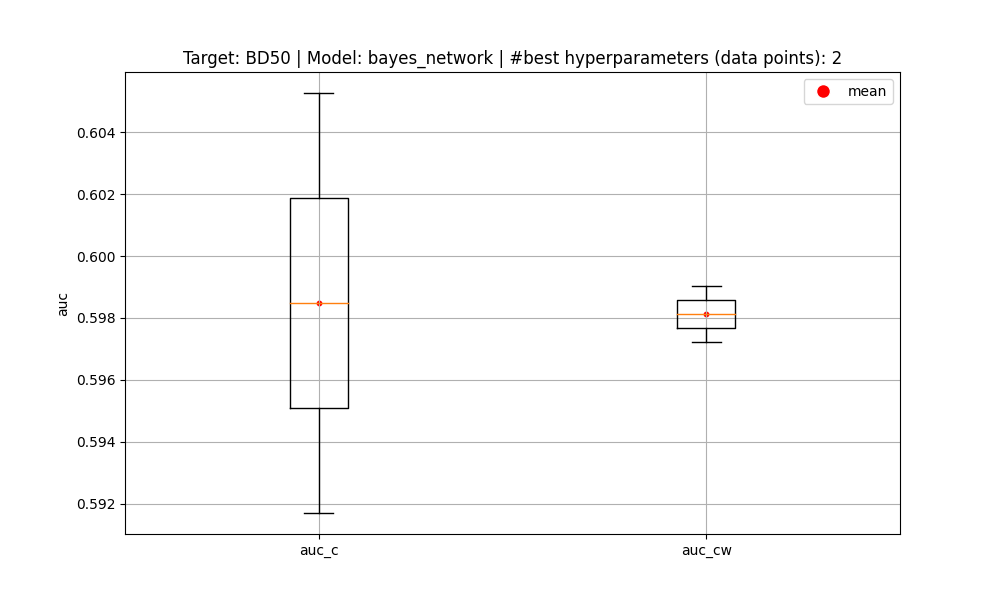 Target: BD50 | Model: bayes_network | #best hyperparameters (data points): 2
mean
0.604
0.602
0.600
0.598
0.596
0.594
0.592
auc
auc_c
auc_cw